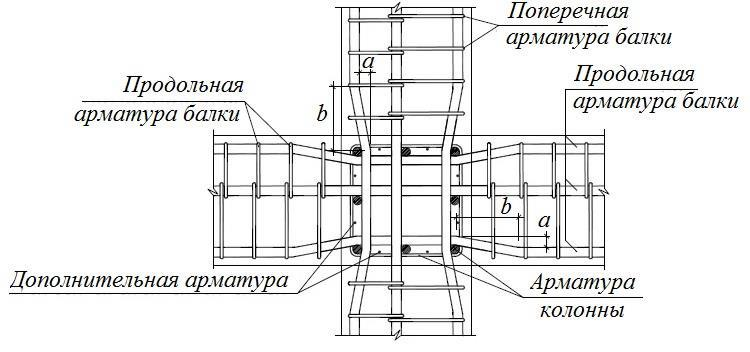 Поперечная
арматура балки
a
Продольная
арматура балки
Продольная
арматура балки
b
b
a
Дополнительная арматура
Арматура
колонны